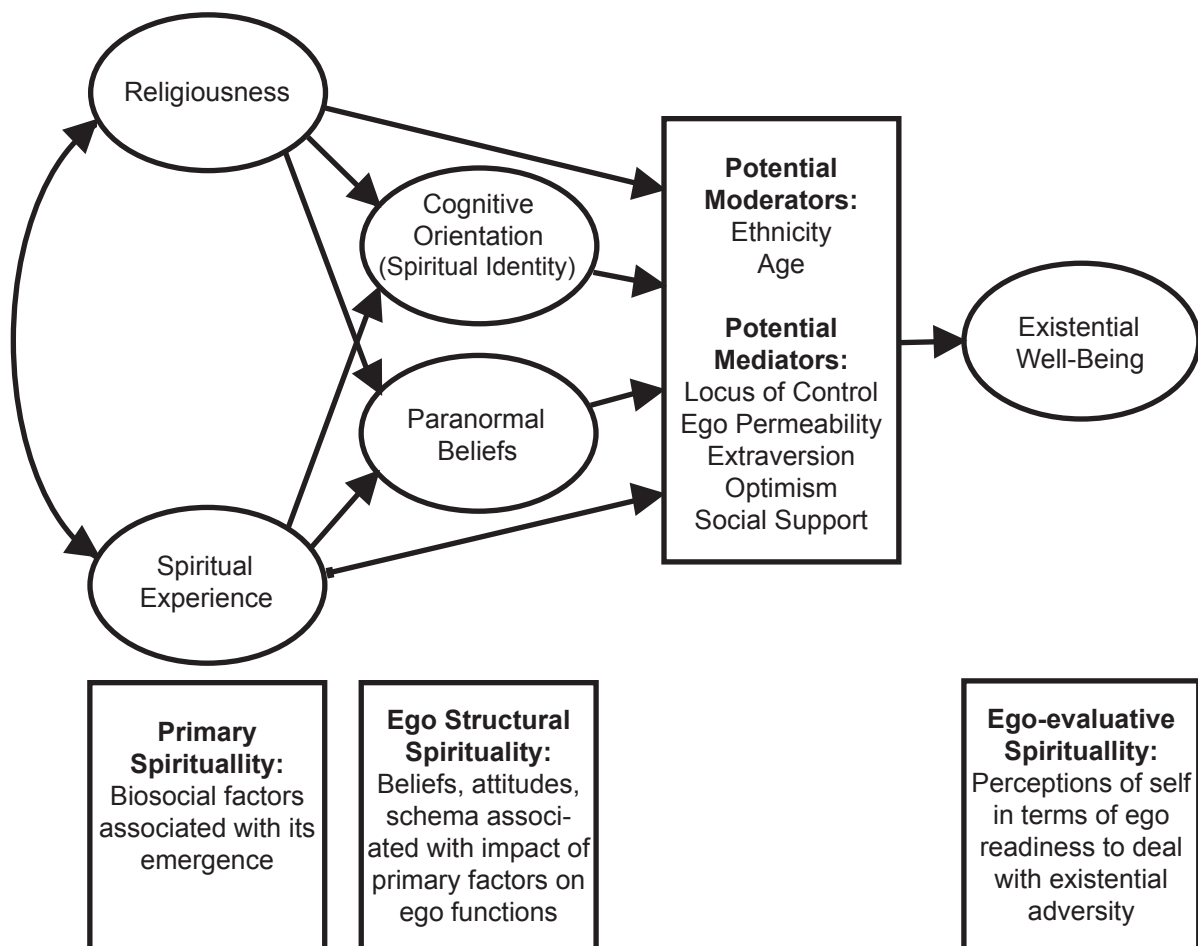 Religiousness
Cognitive
Orientation
(Spiritual Identity)
Paranormal
Beliefs
Spiritual
Experience
Potential
Moderators:
Ethnicity
Age
Potential
Mediators:
Locus of Control
Ego Permeability
Extraversion
Optimism
Social Support
Existential
Well-Being
Primary
Spirituallity:
Biosocial factors
associated with its
emergence
Ego Structural
Spirituality:
Beliefs, attitudes,
schema associ-
ated with impact of
primary factors on
ego functions
Ego-evaluative
Spirituallity:
Perceptions of self
in terms of ego
readiness to deal
with existential
adversity